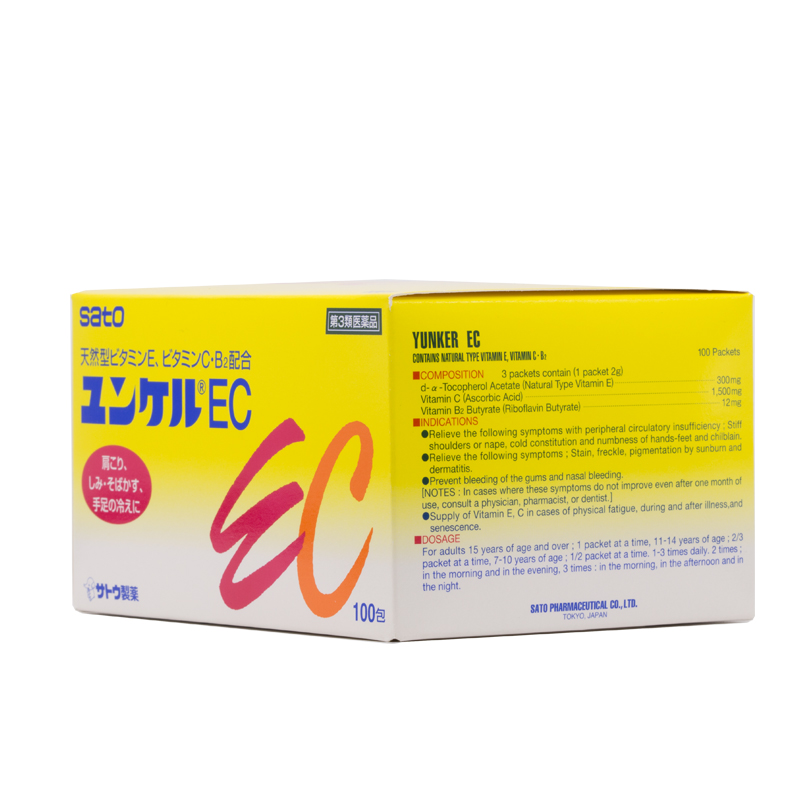 sato
第3類医薬品
天然型ビタミンE、ビタミンC・B2配合
ユンケル® EC
肩こり、
しみ・そばかす、
手足の冷えに
EC
サトウ製薬
100包
YUNKER EC
CONTAINS NATURAL TYPE VITAMIN E, VITAMIN C・B2
100 Packets
■COMPOSITION 3 packets contain (1 packet 2g)
d-α-Tocopherol Acetate (Natural Type Vitamin E) 300mg
Vitamin C (Ascorbic Acid) 1,500mg
Vitamin B2 Butyrate (Riboflavin Butyrate) 12mg
■INDICATIONS
●Relieve the following symptoms with peripheral circulatory insufficiency ; Stiff
shoulders or nape, cold constitution and numbness of hands-feet and chilblain.
●Relieve the following symptoms ; Stain, freckle, pigmentation by sunburn and
dermatitis.
●Prevent bleeding of the gums and nasal bleeding.
[NOTES : In cases where these symptoms do not improve even after one month of
use, consult a physician, pharmacist, or dentist.]
●Supply of Vitamin E, C in cases of physical fatigue, during and after illness,and
senescence.
■DOSAGE
For adults 15 years of age and over ; 1 packet at a time, 11-14 years of age ; 2/3
packet at a time, 7-10 years of age ; 1/2 packet at a time. 1-3 times daily. 2 times ;
in the morning and in the evening, 3 times : in the morning, in the afternoon and in
the night.
SATO PHARMACEUTICAL CO., LTD.
TOKYO, JAPAN